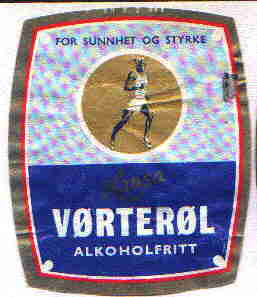 FOR SUNNHET OG STYRKE
VØRTERØL
ALKOHOLFRITT